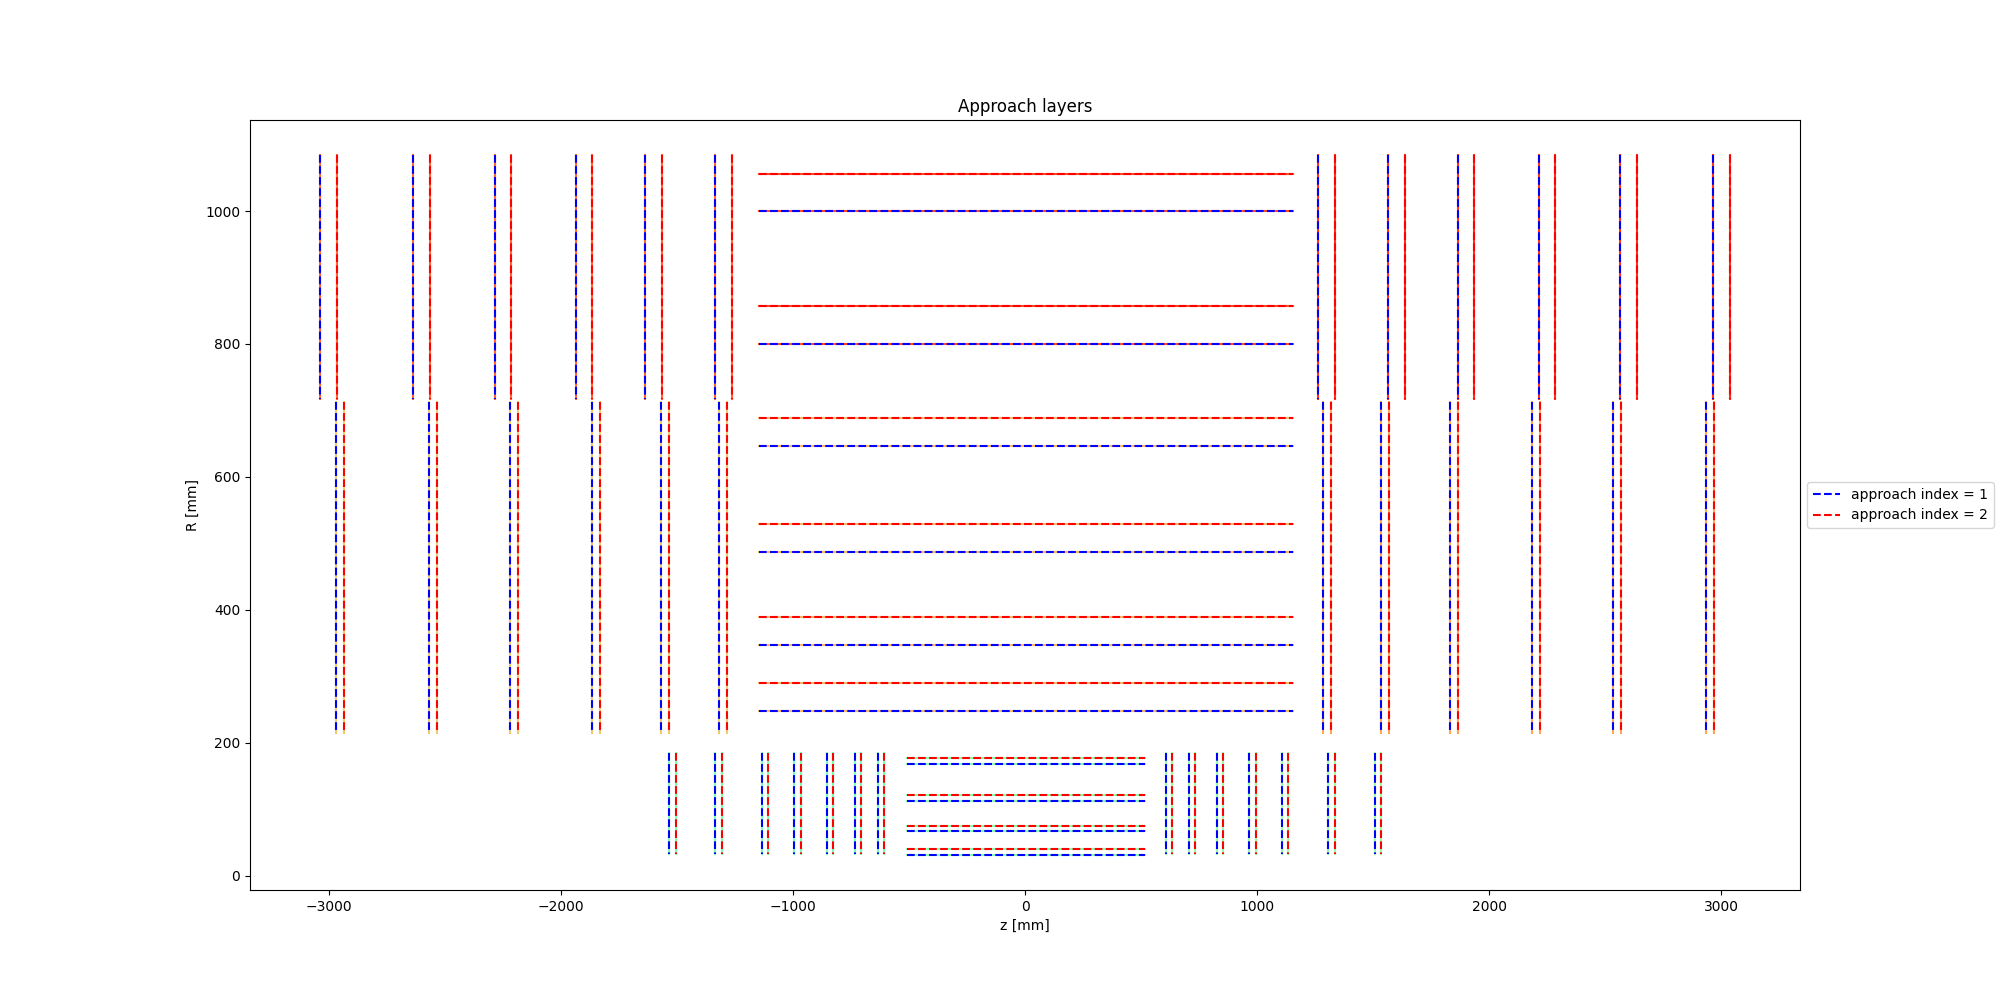 Approach layers
1000
800
600
400
200
0
R [mm]
−3000
−2000
−1000
0
1000
2000
3000
z [mm]
approach index = 1
approach index = 2